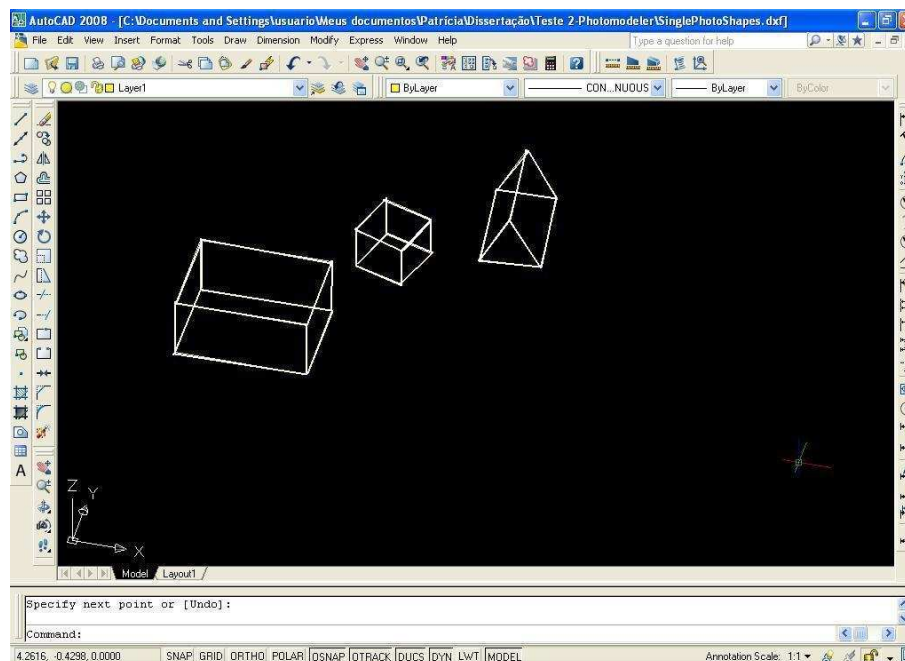 AutoCAD 2008 - [C:\Documents and Settings\usuario\Meus documentos\Patrícia\Dissertação\Teste 2-Photomodeler\SinglePhotoShapes.dxf]
File Edit View Insert Format Tools Draw Dimension Modify Express Window Help Type a question for help
Layer1 ByLayer CON...NUOUS ByLayer ByColor
A
Z
Y
X
Model Layout1
Specify next point or [Undo]:
Command:
4.2616, -0.4298, 0.0000 SNAP GRID ORTHO POLAR OSNAP OTRACK DUCS DYN LWT MODEL Annotation Scale: 1:1